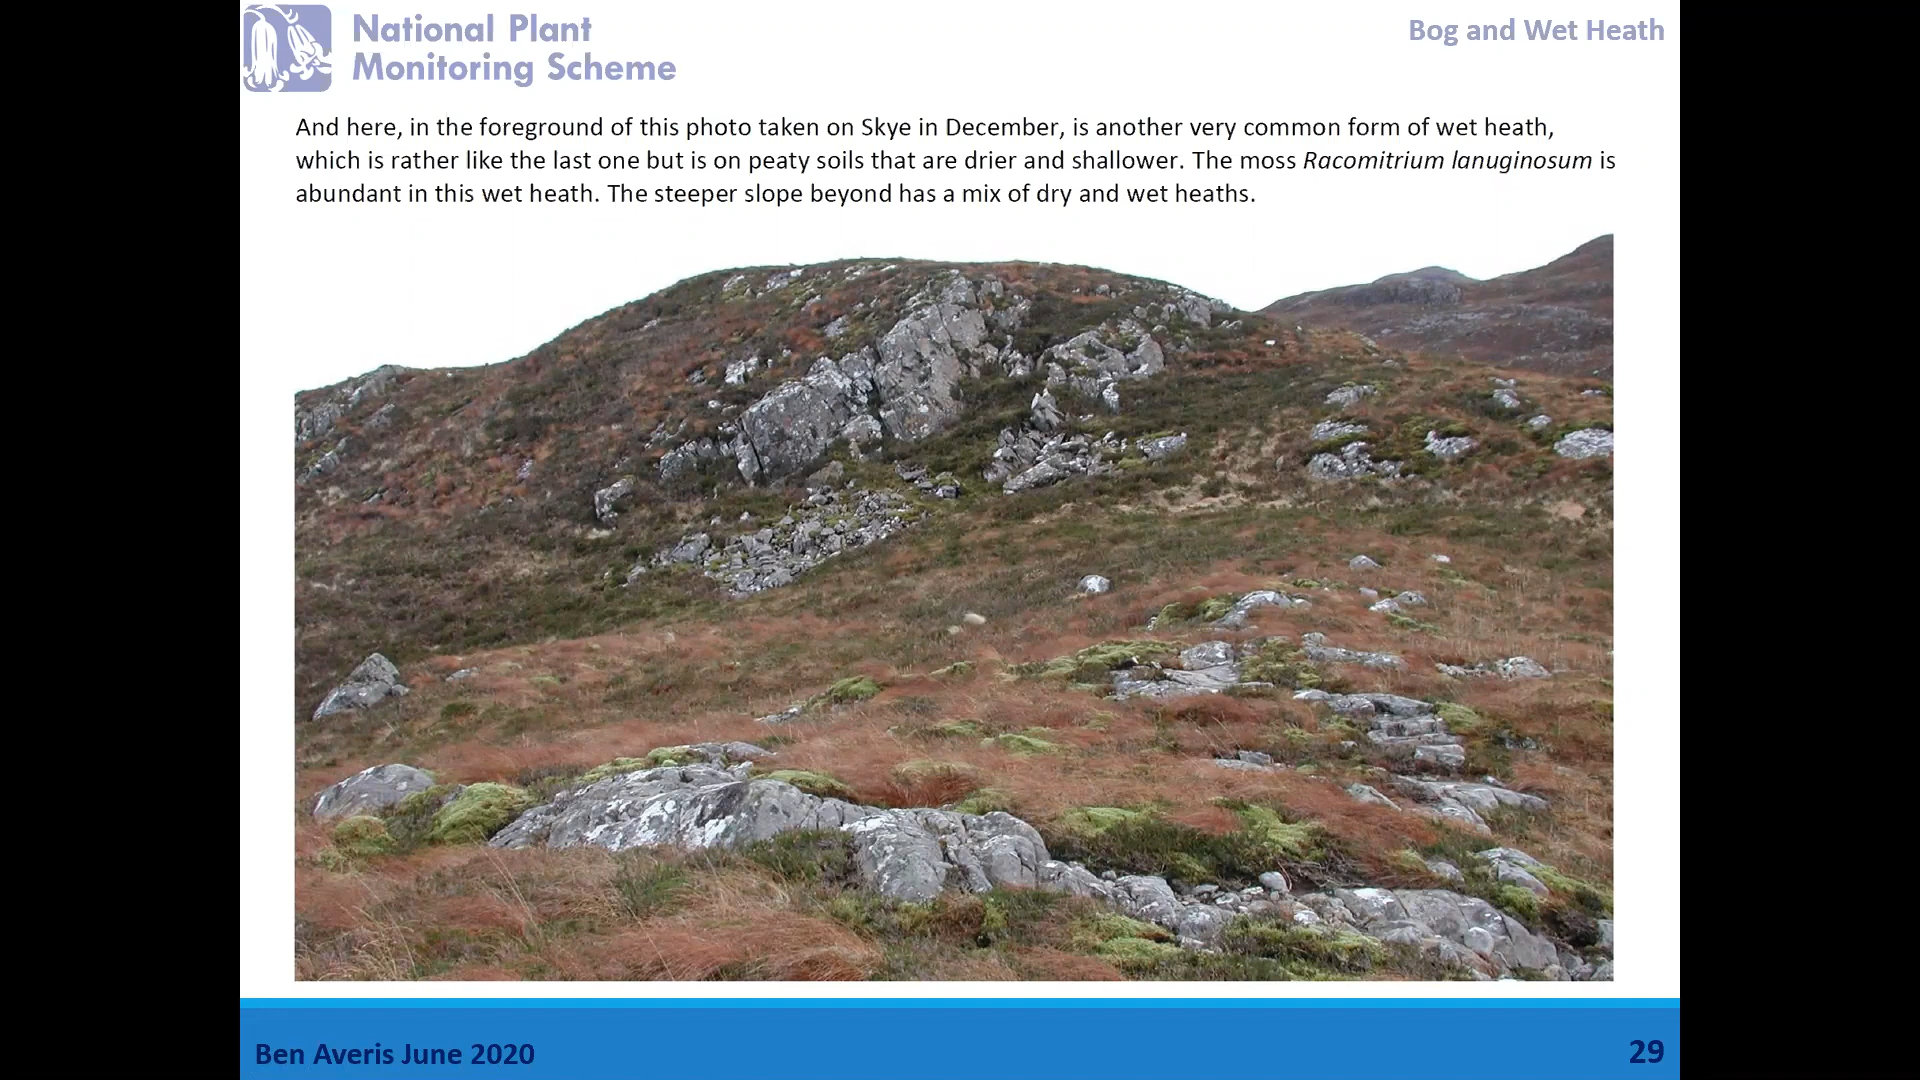 National Plant
Monitoring Scheme
Bog and Wet Heath
And here, in the foreground of this photo taken on Skye in December, is another very common form of wet heath,
which is rather like the last one but is on peaty soils that are drier and shallower. The moss Racomitrium lanuginosum is
abundant in this wet heath. The steeper slope beyond has a mix of dry and wet heaths.
Ben Averis June 2020
29